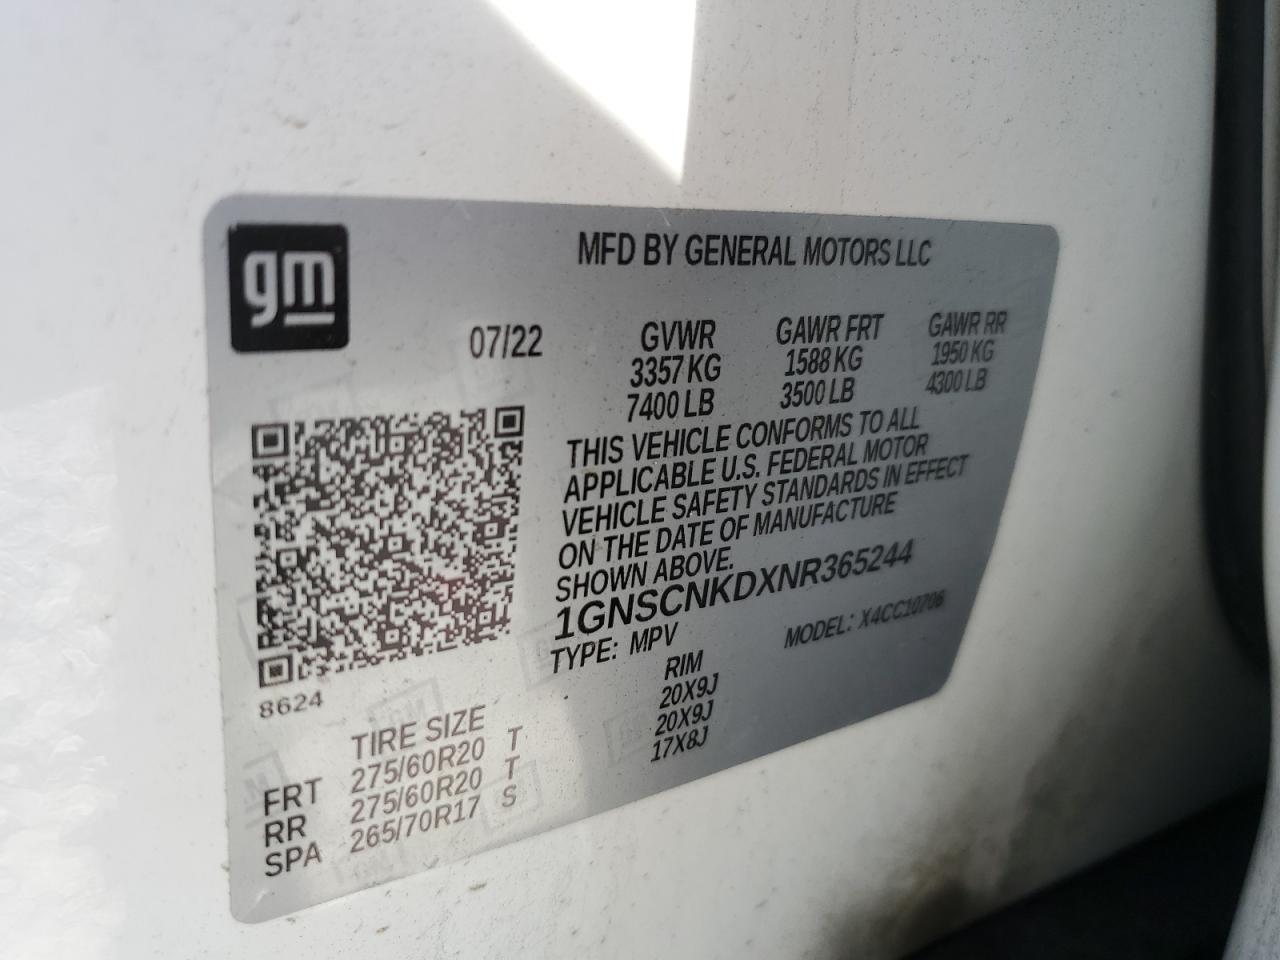 gm
MFD BY GENERAL MOTORS LLC
07/22 GVWR GAWR FRT GAWR RR
3357 KG 1588 KG 1950 KG
7400 LB 3500 LB 4300 LB
THIS VEHICLE CONFORMS TO ALL
APPLICABLE U.S. FEDERAL MOTOR
VEHICLE SAFETY STANDARDS IN EFFECT
ON THE DATE OF MANUFACTURE
SHOWN ABOVE.
1GNSCNKDXNR365244
TYPE: MPV MODEL: X4CC10706
8624
TIRE SIZE RIM
FRT 275/60R20 T 20X9J
RR 275/60R20 T 20X9J
SPA 265/70R17 S 17X8J